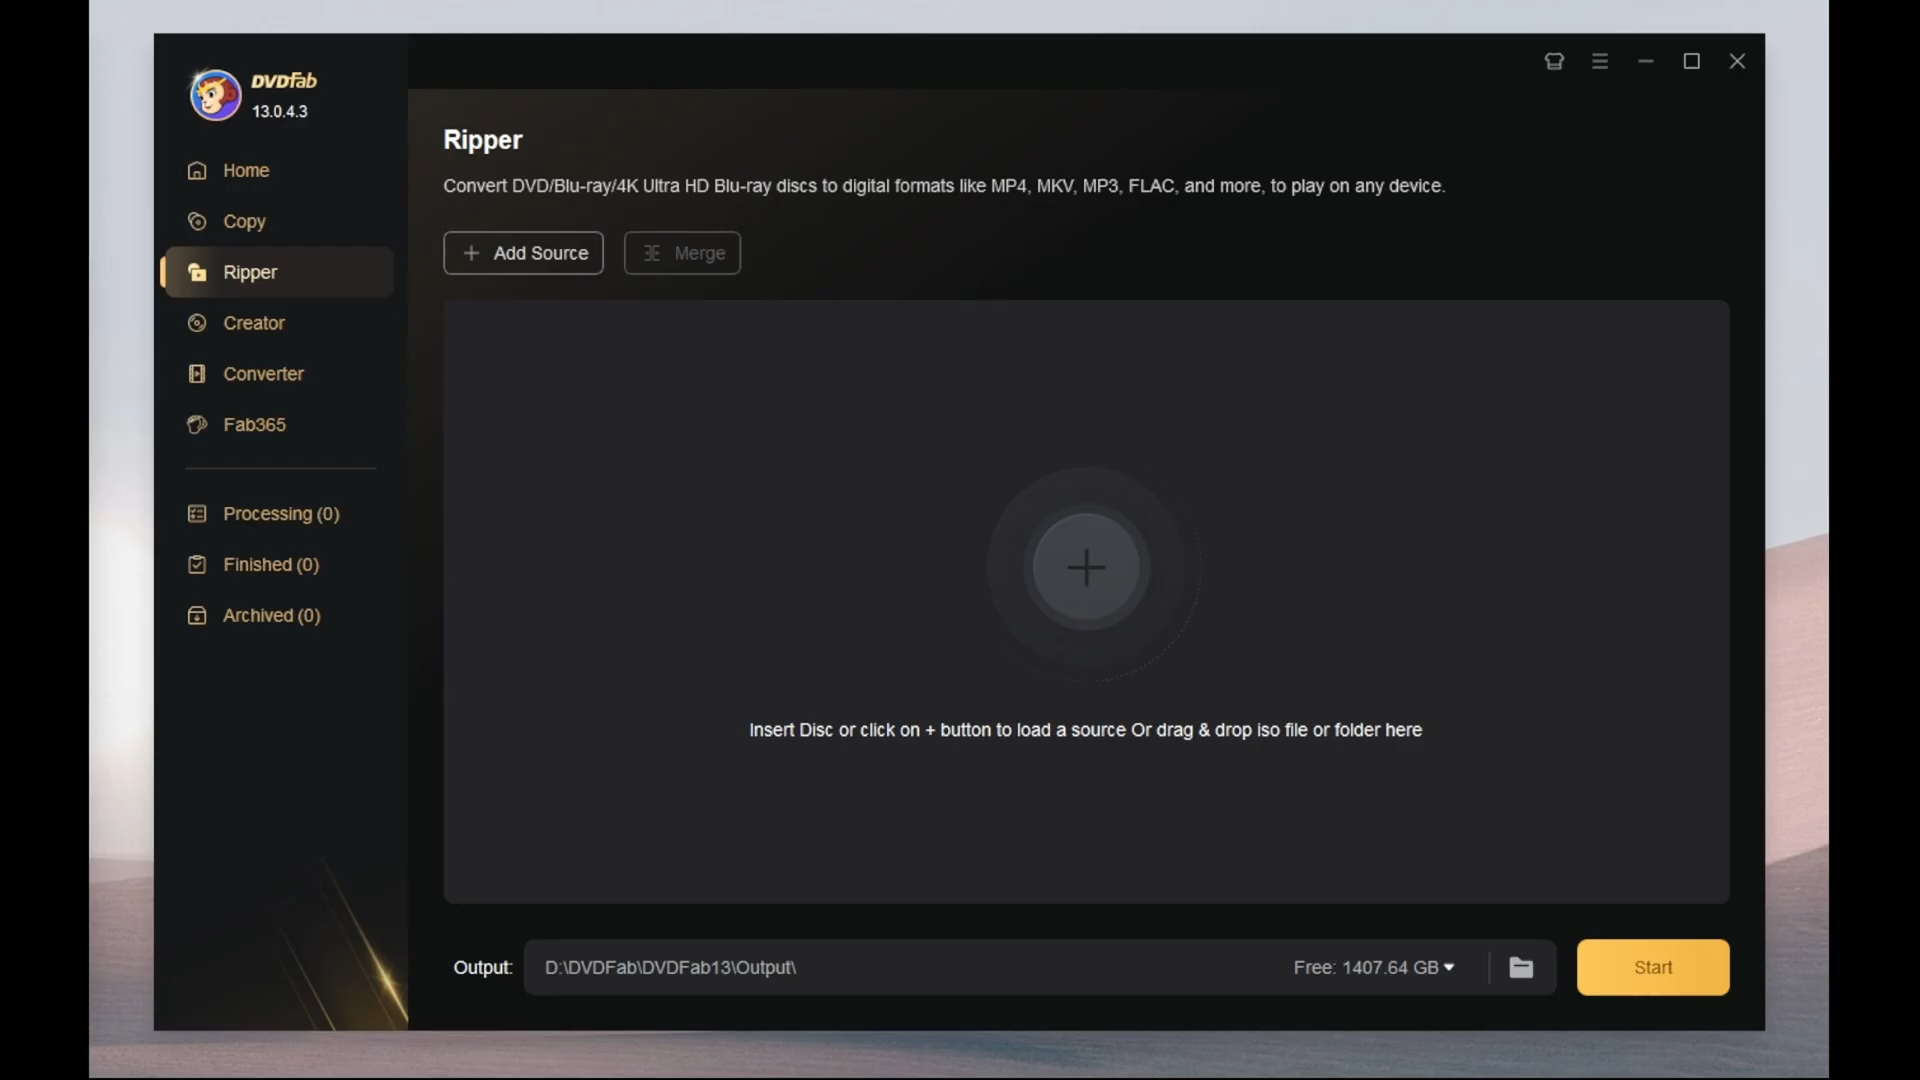 DVDFab
13.0.4.3
Home
Copy
Ripper
Creator
Converter
Fab365
Processing (0)
Finished (0)
Archived (0)
Ripper
Convert DVD/Blu-ray/4K Ultra HD Blu-ray discs to digital formats like MP4, MKV, MP3, FLAC, and more, to play on any device.
Add Source
Merge
Insert Disc or click on + button to load a source Or drag & drop iso file or folder here
Output:
D:\DVDFab\DVDFab13\Output\
Free: 1407.64 GB
Start